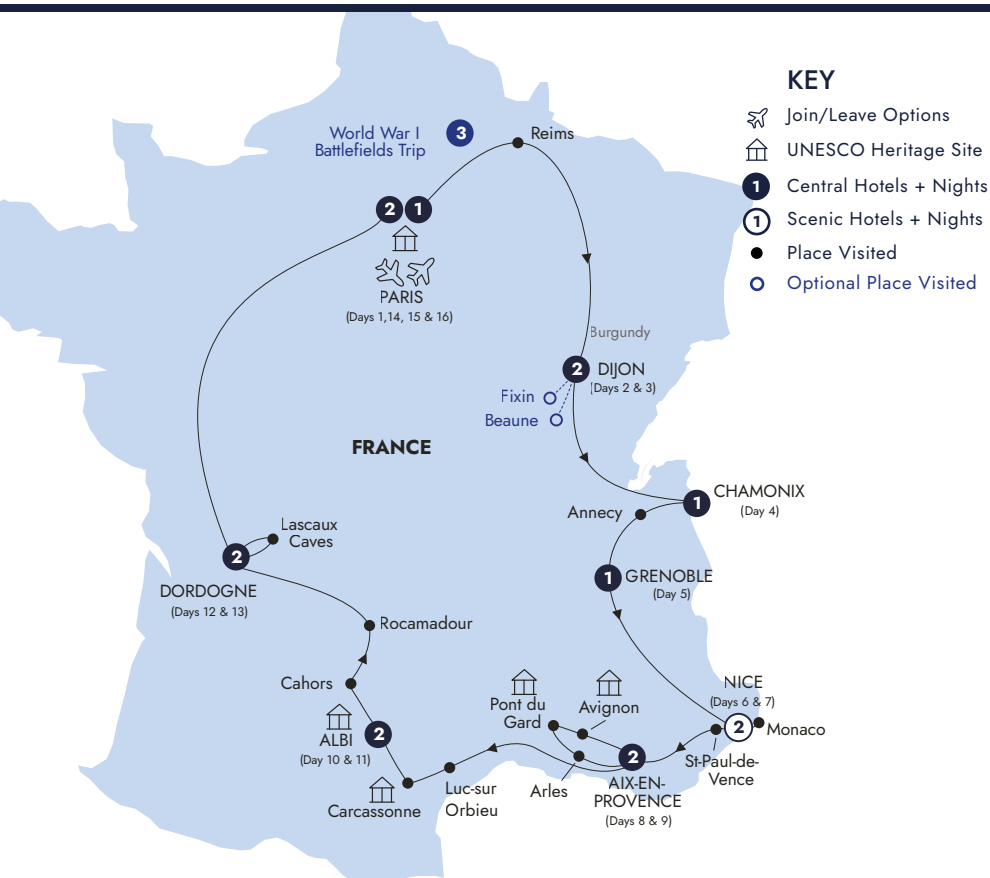 KEY
Join/Leave Options
UNESCO Heritage Site
1 Central Hotels + Nights
1 Scenic Hotels + Nights
Place Visited
Optional Place Visited
World War I
Battlefields Trip
3
Reims
2 1
PARIS
(Days 1,14, 15 & 16)
Burgundy
2 DIJON
(Days 2 & 3)
Fixin
Beaune
FRANCE
1 CHAMONIX
(Day 4)
Annecy
1 GRENOBLE
(Day 5)
Lascaux
Caves
2
DORDOGNE
(Days 12 & 13)
Rocamadour
Cahors
NICE
(Days 6 & 7)
2
Monaco
St-Paul-de-
Vence
Pont du
Gard
Avignon
2
ALBI
(Day 10 & 11)
2
AIX-EN-
PROVENCE
(Days 8 & 9)
Arles
Luc-sur
Orbieu
Carcassonne